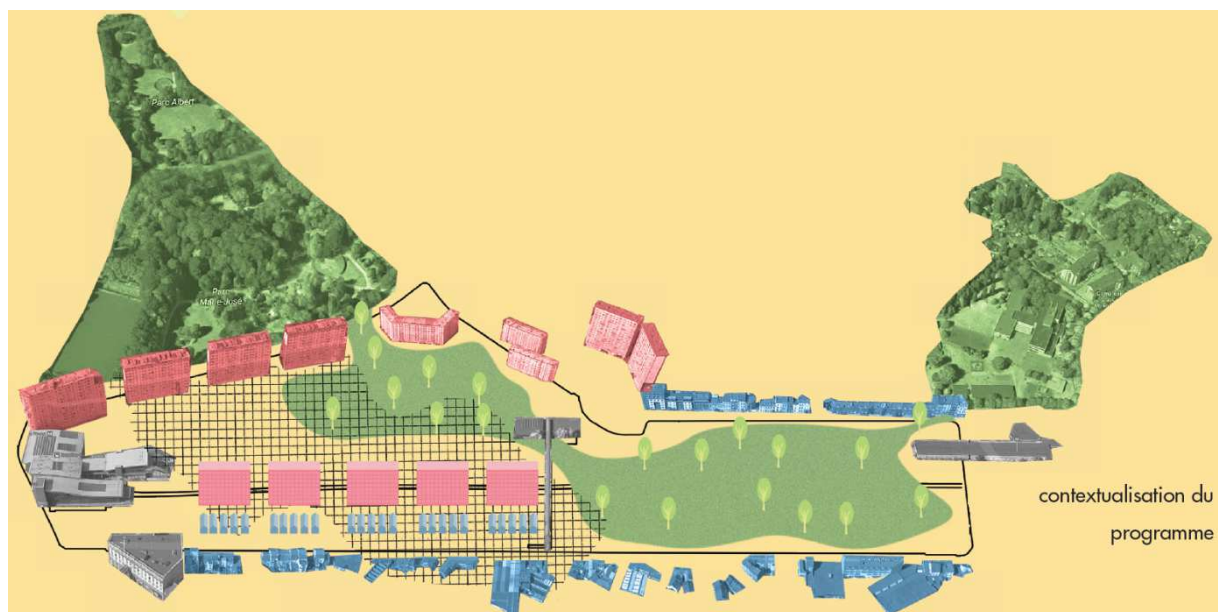 Parc Albert
Parc
Marie-José
contextualisation du
programme